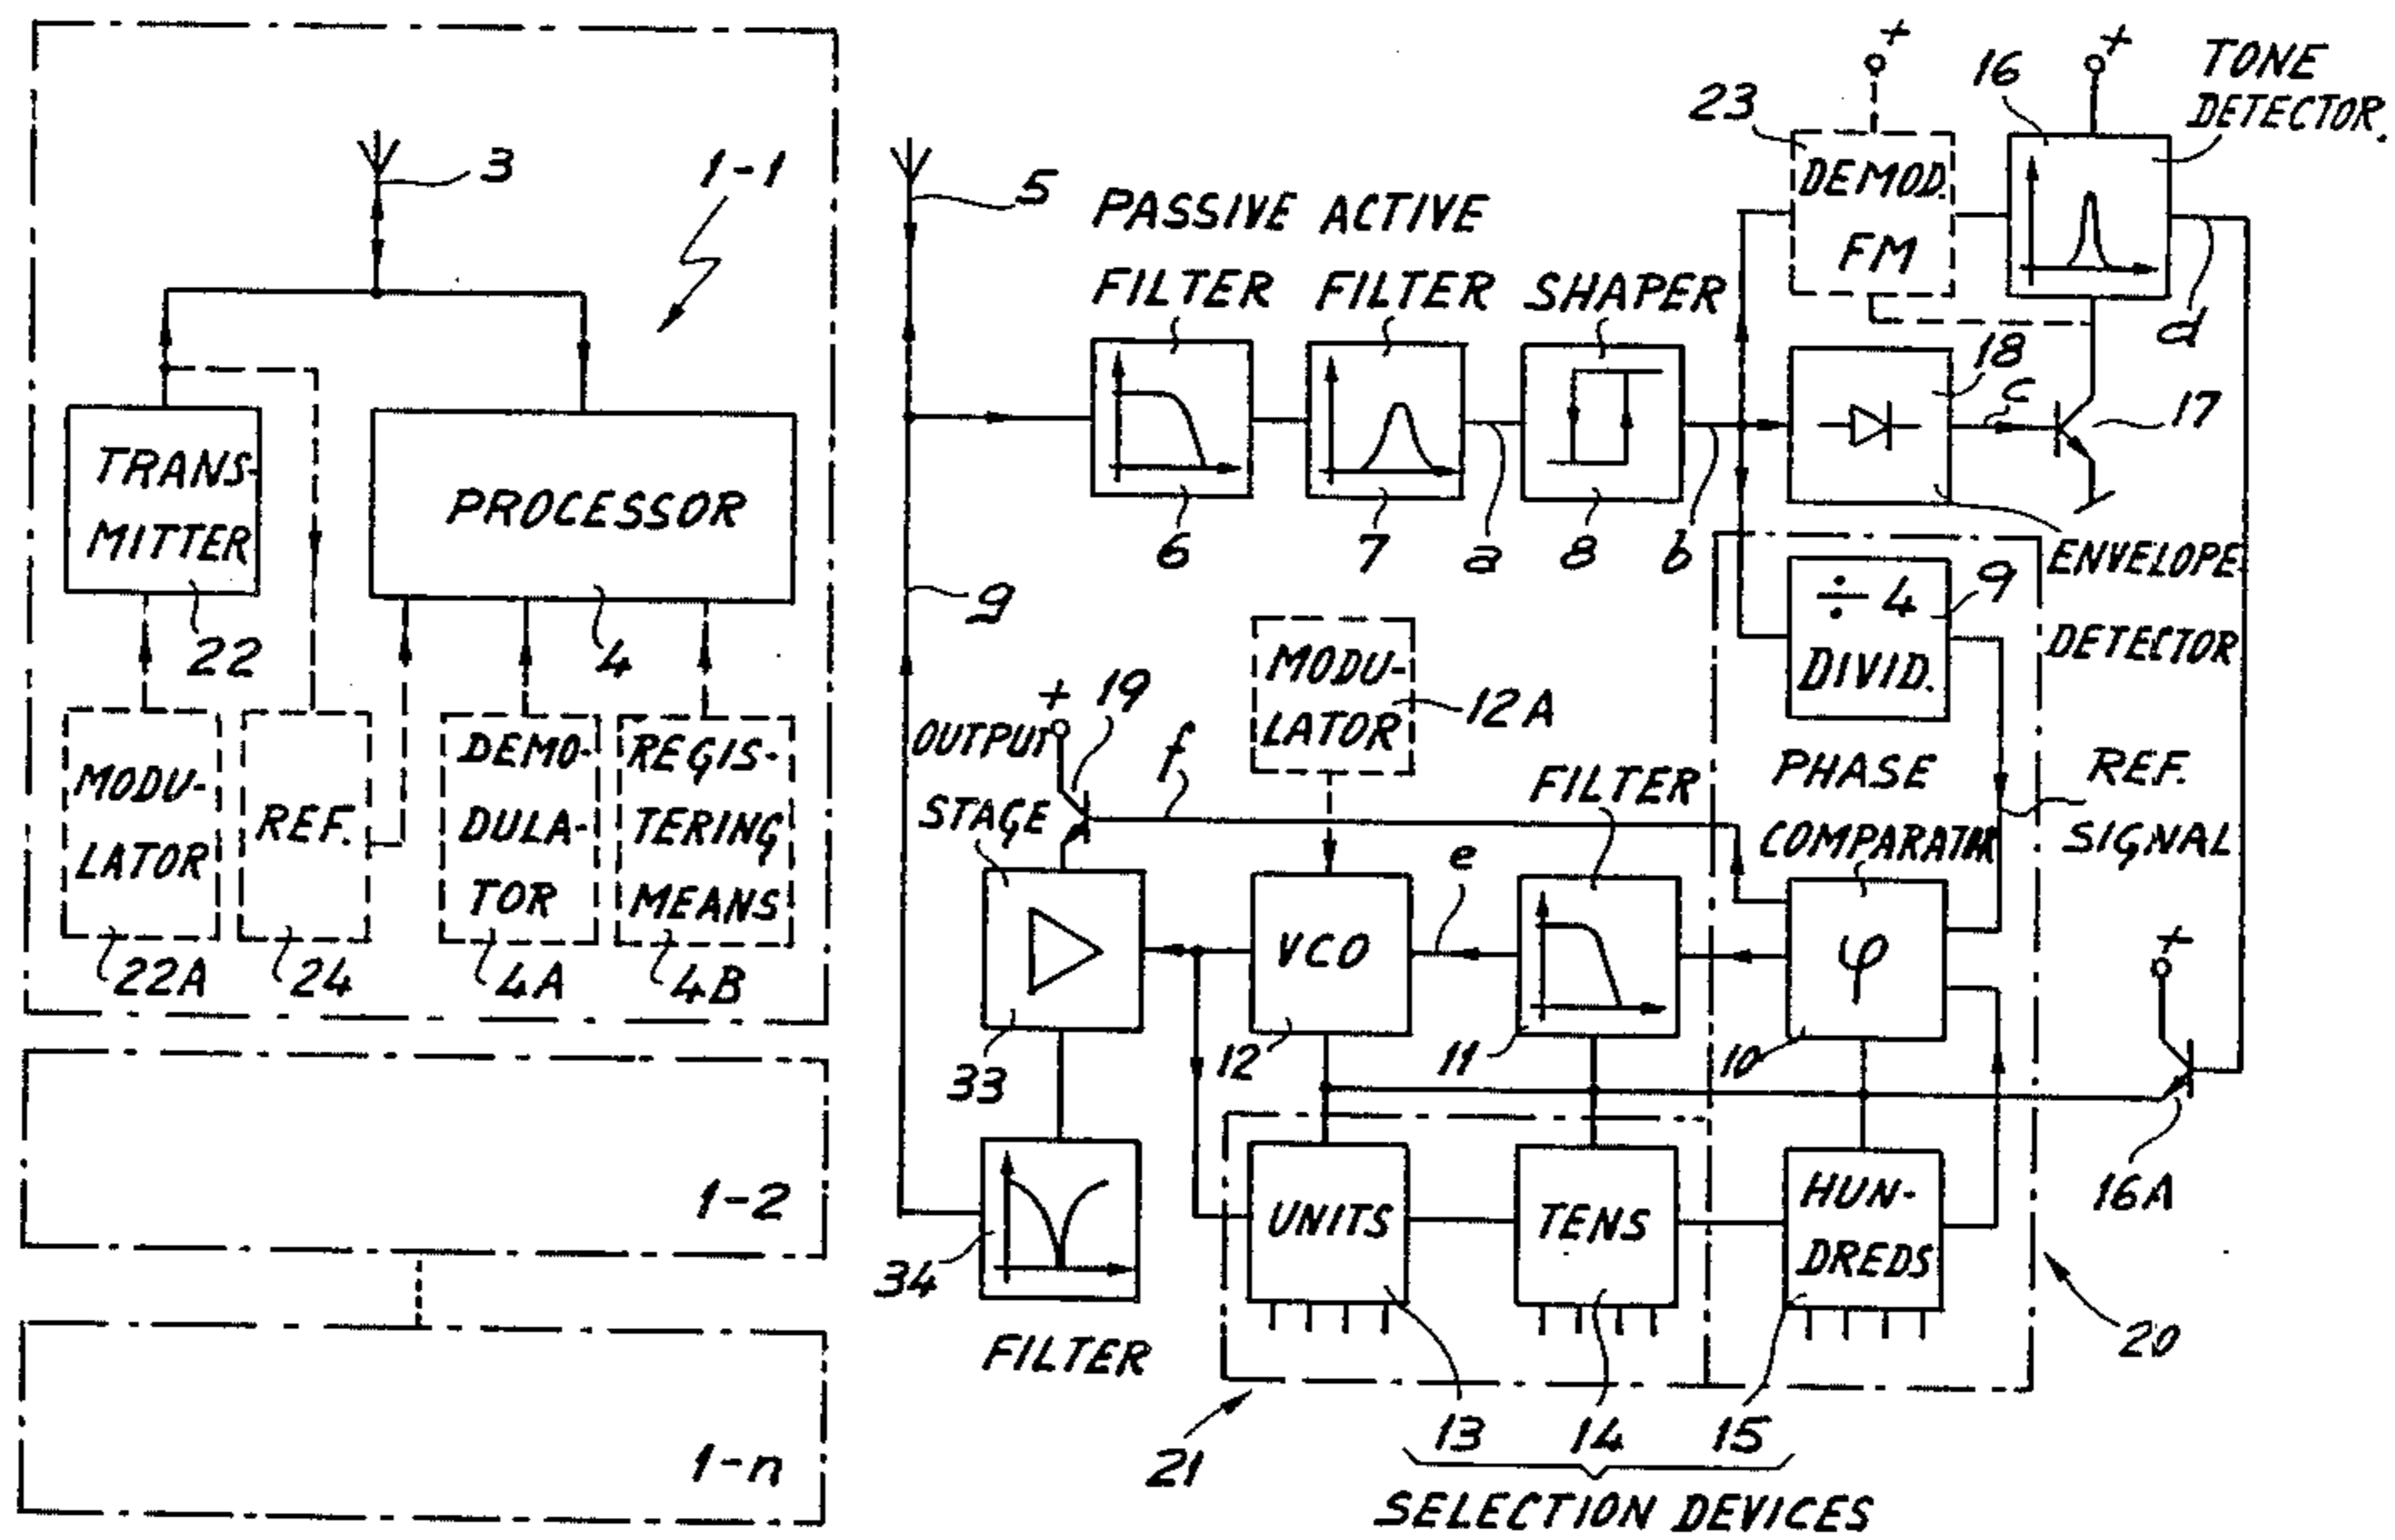 3
1-1
TRANS-
MITTER
22
PROCESSOR
4
MODU-
LATOR
22A
REF.
24
DEMO-
DULA-
TOR
4A
REGIS-
TERING
MEANS
4B
1-2
1-n
5
9
PASSIVE
FILTER
6
ACTIVE
FILTER
7
a
SHAPER
8
b
+
23
DEMOD.
FM
+
16
TONE
DETECTOR.
d
18
c
17
ENVELOPE
DETECTOR
÷4
DIVID.
9
REF.
SIGNAL
PHASE
COMPARATOR
φ
10
FILTER
11
e
MODU-
LATOR
12A
VCO
12
f
+
19
OUTPUT
STAGE
33
34
FILTER
UNITS
13
TENS
14
HUN-
DREDS
15
+
16A
20
21
SELECTION DEVICES